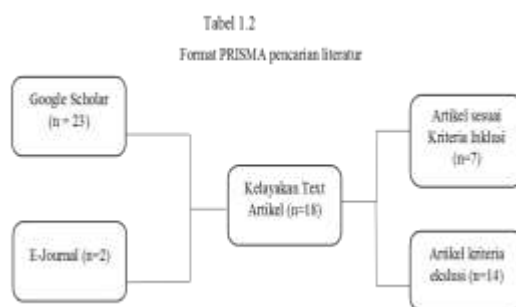 Tabel 1.2
Format PRISMA pencarian literatur
Google Scholar
(n = 23)
E-Journal (n=2)
Kelayakan Text
Artikel (n=18)
Artikel sesuai
Kriteria Inklusi
(n=7)
Artikel kriteria
ekslusi (n=14)